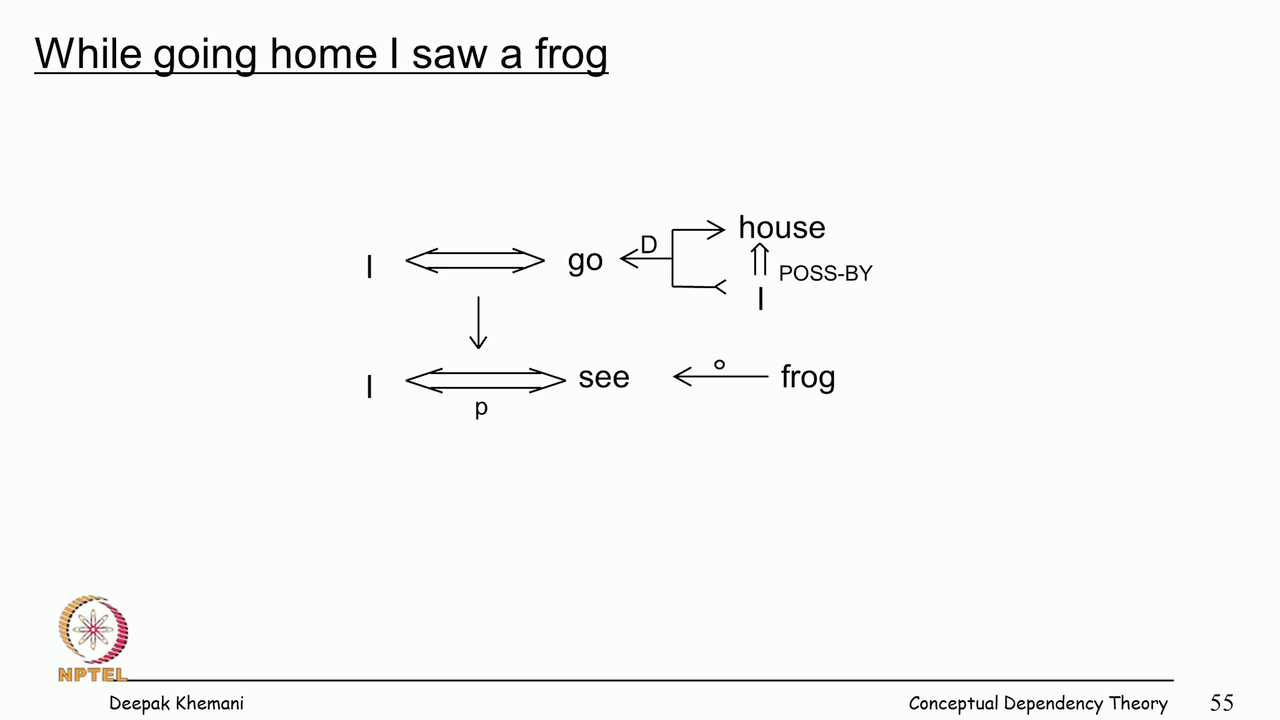 While going home I saw a frog
I go D house
POSS-BY
I
I p see o frog
NPTEL
Deepak Khemani Conceptual Dependency Theory 55